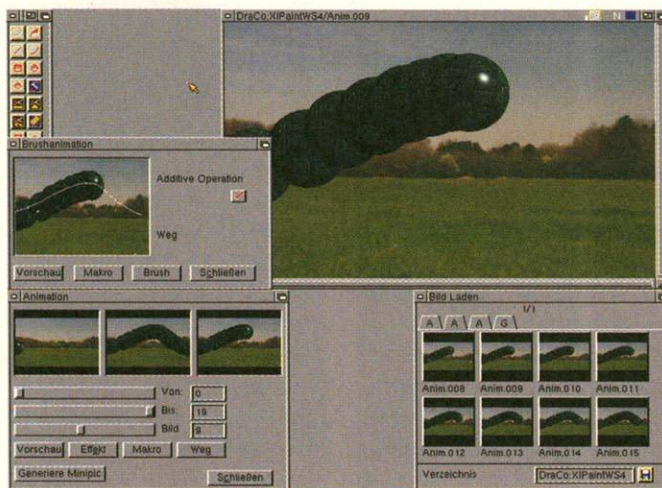 DraCo:XIPaintWS4/Anim.009
N
Brushanimation
Additive Operation
Weg
Vorschau Makro Brush Schließen
Animation
Von: 0
Bis: 19
Bild 9
Vorschau Effekt Makro Weg
Generiere Minipic Schließen
Bild Laden
1/1
A A A G
Anim.008 Anim.009 Anim.010 Anim.011
Anim.012 Anim.013 Anim.014 Anim.015
Verzeichnis DraCo:XIPaintWS4